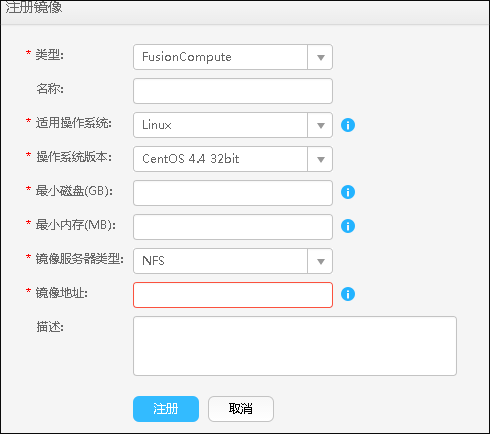 注册镜像
* 类型: FusionCompute
名称:
* 适用操作系统: Linux
* 操作系统版本: CentOS 4.4 32bit
* 最小磁盘(GB):
* 最小内存(MB):
* 镜像服务器类型: NFS
* 镜像地址:
描述:
注册 取消